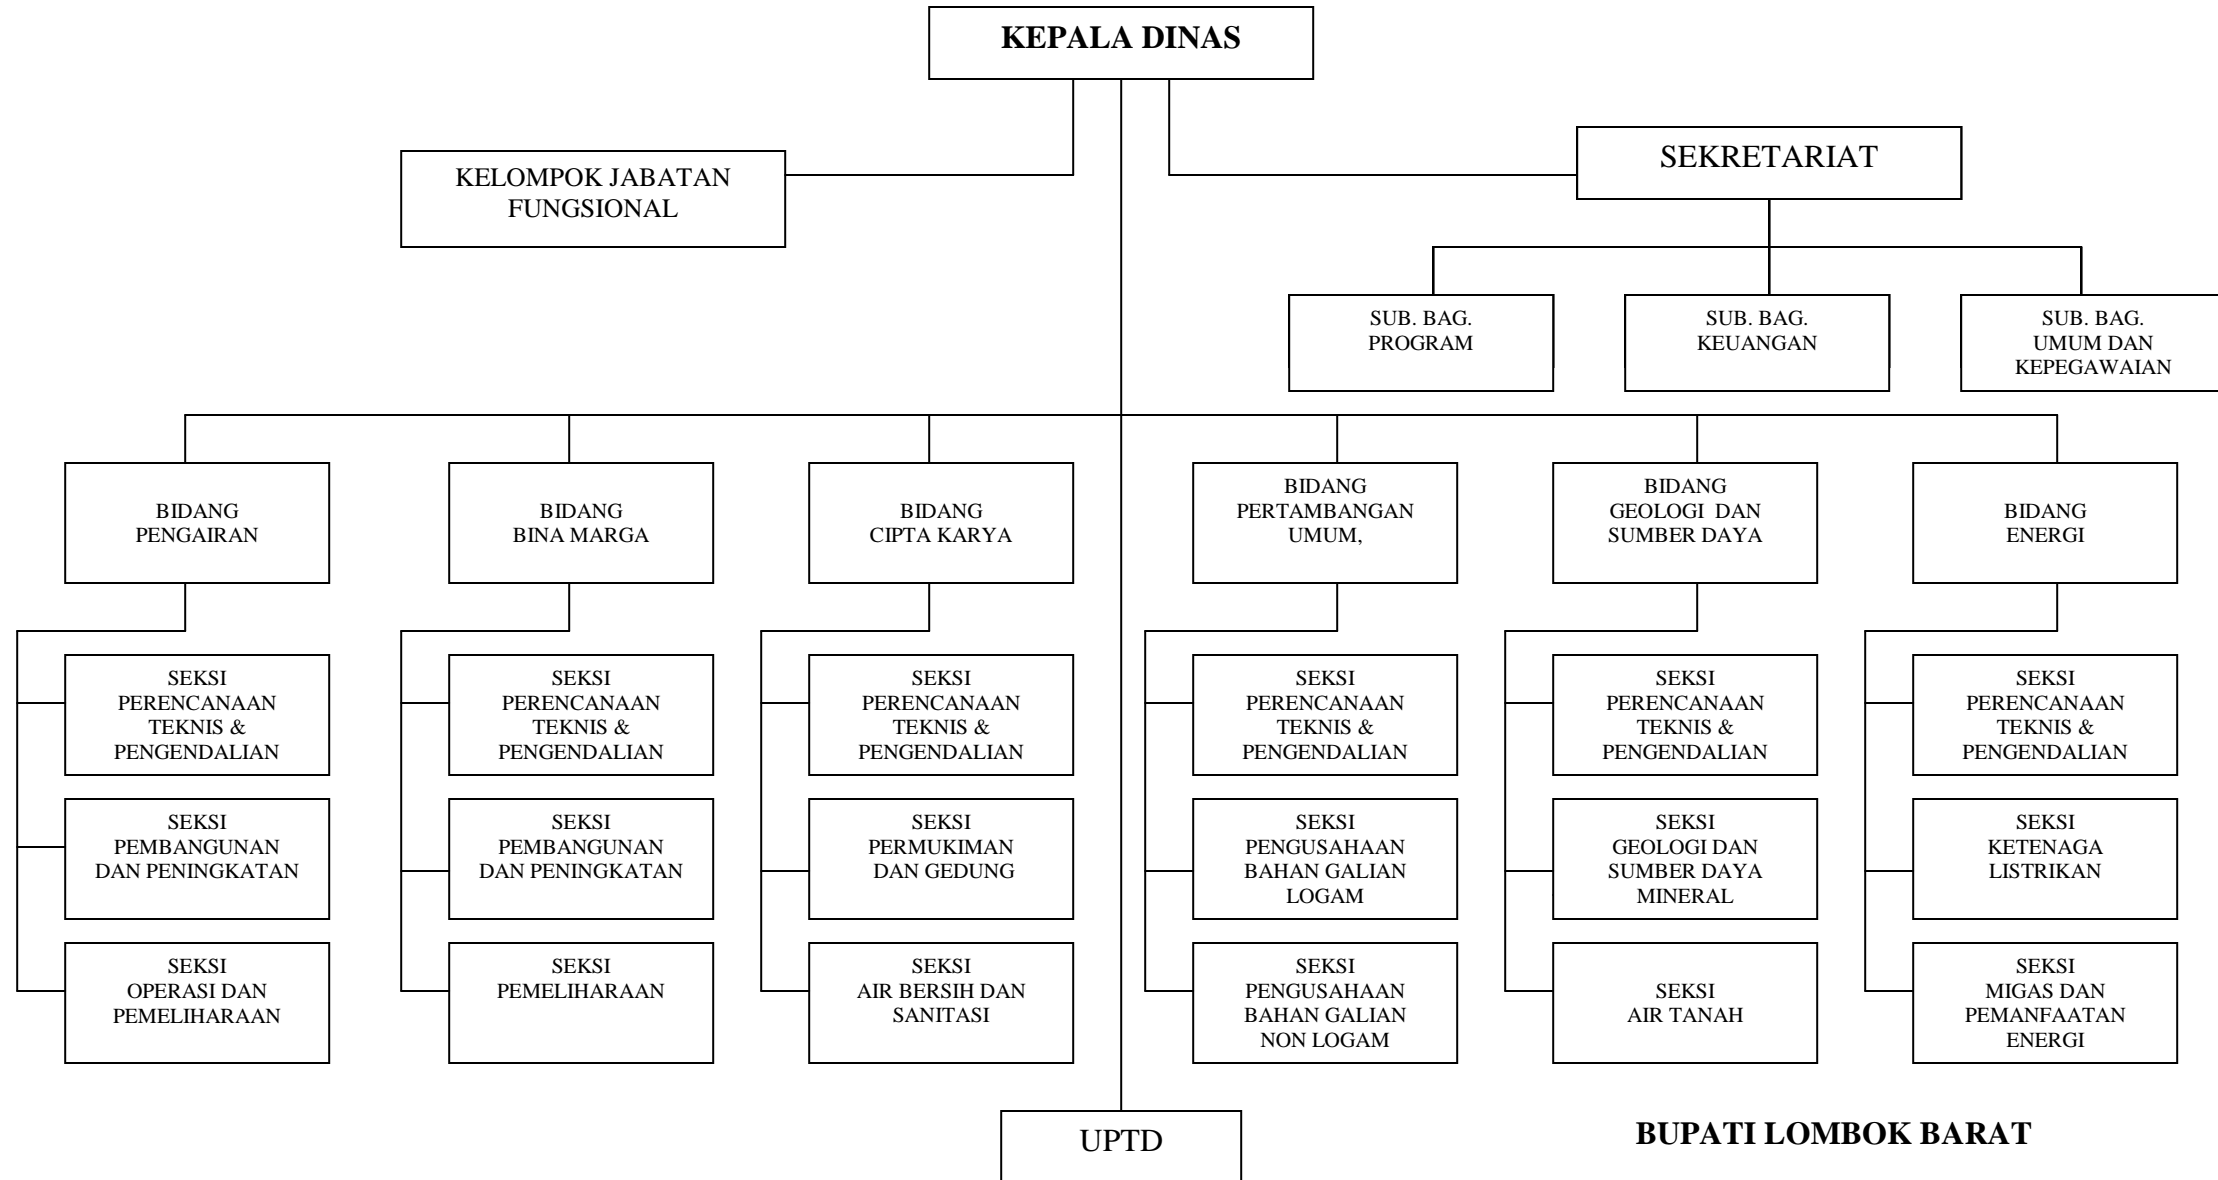 KEPALA DINAS
KELOMPOK JABATAN
FUNGSIONAL
SEKRETARIAT
SUB. BAG.
PROGRAM
SUB. BAG.
KEUANGAN
SUB. BAG.
UMUM DAN
KEPEGAWAIAN
BIDANG
PENGAIRAN
BIDANG
BINA MARGA
BIDANG
CIPTA KARYA
BIDANG
PERTAMBANGAN
UMUM,
BIDANG
GEOLOGI DAN
SUMBER DAYA
BIDANG
ENERGI
SEKSI
PERENCANAAN
TEKNIS &
PENGENDALIAN
SEKSI
PERENCANAAN
TEKNIS &
PENGENDALIAN
SEKSI
PERENCANAAN
TEKNIS &
PENGENDALIAN
SEKSI
PERENCANAAN
TEKNIS &
PENGENDALIAN
SEKSI
PERENCANAAN
TEKNIS &
PENGENDALIAN
SEKSI
PERENCANAAN
TEKNIS &
PENGENDALIAN
SEKSI
PEMBANGUNAN
DAN PENINGKATAN
SEKSI
PEMBANGUNAN
DAN PENINGKATAN
SEKSI
PERMUKIMAN
DAN GEDUNG
SEKSI
PENGUSAHAAN
BAHAN GALIAN
LOGAM
SEKSI
GEOLOGI DAN
SUMBER DAYA
MINERAL
SEKSI
KETENAGA
LISTRIKAN
SEKSI
OPERASI DAN
PEMELIHARAAN
SEKSI
PEMELIHARAAN
SEKSI
AIR BERSIH DAN
SANITASI
SEKSI
PENGUSAHAAN
BAHAN GALIAN
NON LOGAM
SEKSI
AIR TANAH
SEKSI
MIGAS DAN
PEMANFAATAN
ENERGI
UPTD
BUPATI LOMBOK BARAT